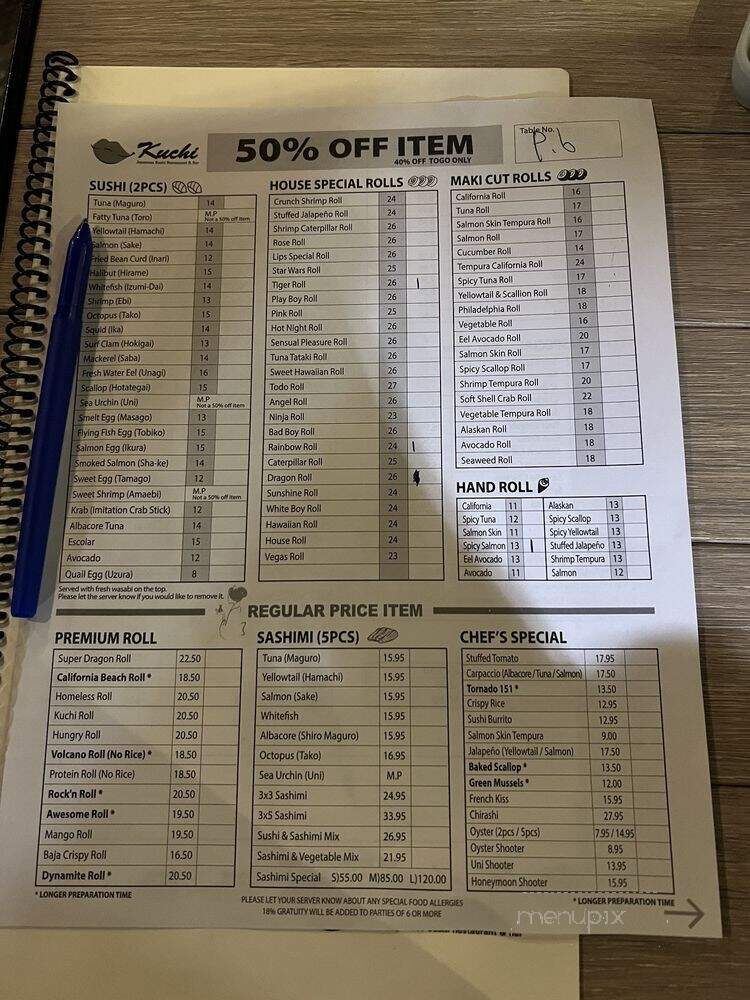 Kuchi
Japanese Sushi Restaurant & Bar
50% OFF ITEM
40% OFF TOGO ONLY
Table No.
P.6
SUSHI (2PCS)
Tuna (Maguro) 14
Fatty Tuna (Toro) M.P Not a 50% off item
Yellowtail (Hamachi) 14
Salmon (Sake) 14
Fried Bean Curd (Inari) 12
Halibut (Hirame) 15
Whitefish (Izumi-Dai) 14
Shrimp (Ebi) 13
Octopus (Tako) 15
Squid (Ika) 14
Surf Clam (Hokigai) 13
Mackerel (Saba) 14
Fresh Water Eel (Unagi) 16
Scallop (Hotategai) 15
Sea Urchin (Uni) M.P Not a 50% off item
Smelt Egg (Masago) 13
Flying Fish Egg (Tobiko) 15
Salmon Egg (Ikura) 15
Smoked Salmon (Sha-ke) 14
Sweet Egg (Tamago) 12
Sweet Shrimp (Amaebi) M.P Not a 50% off item
Krab (Imitation Crab Stick) 12
Albacore Tuna 14
Escolar 15
Avocado 12
Quail Egg (Uzura) 8
Served with fresh wasabi on the top.
Please let the server know if you would like to remove it.
HOUSE SPECIAL ROLLS
Crunch Shrimp Roll 24
Stuffed Jalapeño Roll 24
Shrimp Caterpillar Roll 26
Rose Roll 26
Lips Special Roll 26
Star Wars Roll 25
Tiger Roll 26 |
Play Boy Roll 26
Pink Roll 25
Hot Night Roll 26
Sensual Pleasure Roll 26
Tuna Tataki Roll 26
Sweet Hawaiian Roll 26
Todo Roll 27
Angel Roll 26
Ninja Roll 23
Bad Boy Roll 26
Rainbow Roll 24 |
Caterpillar Roll 25
Dragon Roll 26
Sunshine Roll 24
White Boy Roll 24
Hawaiian Roll 24
House Roll 24
Vegas Roll 23
MAKI CUT ROLLS
California Roll 16
Tuna Roll 17
Salmon Skin Tempura Roll 16
Salmon Roll 17
Cucumber Roll 14
Tempura California Roll 24
Spicy Tuna Roll 17
Yellowtail & Scallion Roll 18
Philadelphia Roll 18
Vegetable Roll 16
Eel Avocado Roll 20
Salmon Skin Roll 17
Spicy Scallop Roll 17
Shrimp Tempura Roll 20
Soft Shell Crab Roll 22
Vegetable Tempura Roll 18
Alaskan Roll 18
Avocado Roll 18
Seaweed Roll 18
HAND ROLL
California 11 Alaskan 13
Spicy Tuna 12 Spicy Scallop 13
Salmon Skin 11 Spicy Yellowtail 13
Spicy Salmon 13 | Stuffed Jalapeño 13
Eel Avocado 13 Shrimp Tempura 13
Avocado 11 Salmon 12
REGULAR PRICE ITEM
PREMIUM ROLL
Super Dragon Roll 22.50
California Beach Roll * 18.50
Homeless Roll 20.50
Kuchi Roll 20.50
Hungry Roll 20.50
Volcano Roll (No Rice) * 18.50
Protein Roll (No Rice) 18.50
Rock'n Roll * 20.50
Awesome Roll * 19.50
Mango Roll 19.50
Baja Crispy Roll 16.50
Dynamite Roll * 20.50
* LONGER PREPARATION TIME
SASHIMI (5PCS)
Tuna (Maguro) 15.95
Yellowtail (Hamachi) 15.95
Salmon (Sake) 15.95
Whitefish 15.95
Albacore (Shiro Maguro) 15.95
Octopus (Tako) 16.95
Sea Urchin (Uni) M.P
3x3 Sashimi 24.95
3x5 Sashimi 33.95
Sushi & Sashimi Mix 26.95
Sashimi & Vegetable Mix 21.95
Sashimi Special S)55.00 M)85.00 L)120.00
CHEF'S SPECIAL
Stuffed Tomato 17.95
Carpaccio (Albacore / Tuna / Salmon) 17.50
Tornado 151 * 13.50
Crispy Rice 12.95
Sushi Burrito 12.95
Salmon Skin Tempura 9.00
Jalapeño (Yellowtail / Salmon) 17.50
Baked Scallop * 13.50
Green Mussels * 12.00
French Kiss 15.95
Chirashi 27.95
Oyster (2pcs / 5pcs) 7.95 / 14.95
Oyster Shooter 8.95
Uni Shooter 13.95
Honeymoon Shooter 15.95
* LONGER PREPARATION TIME
PLEASE LET YOUR SERVER KNOW ABOUT ANY SPECIAL FOOD ALLERGIES
18% GRATUITY WILL BE ADDED TO PARTIES OF 6 OR MORE
menupix